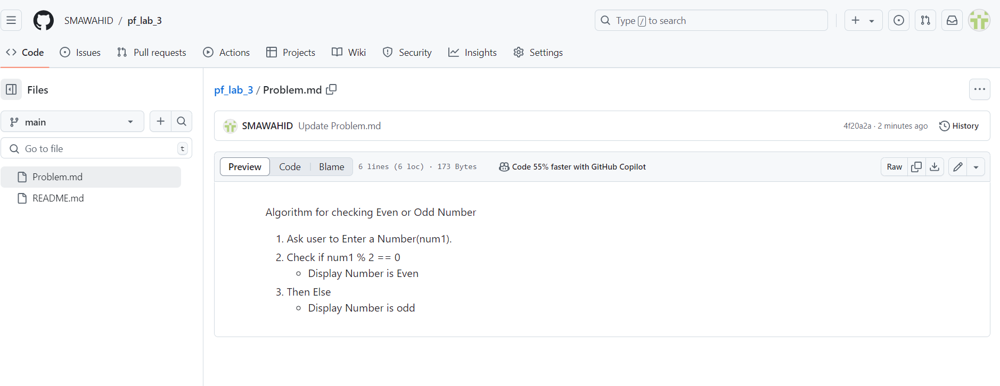 SMAWAHID / pf_lab_3
Type / to search
Code Issues Pull requests Actions Projects Wiki Security Insights Settings
Files
pf_lab_3 / Problem.md
main
SMAWAHID Update Problem.md 4f20a2a · 2 minutes ago History
Go to file t
Preview Code Blame 6 lines (6 loc) · 173 Bytes Code 55% faster with GitHub Copilot Raw
Problem.md
README.md
Algorithm for checking Even or Odd Number
1. Ask user to Enter a Number(num1).
2. Check if num1 % 2 == 0
Display Number is Even
3. Then Else
Display Number is odd